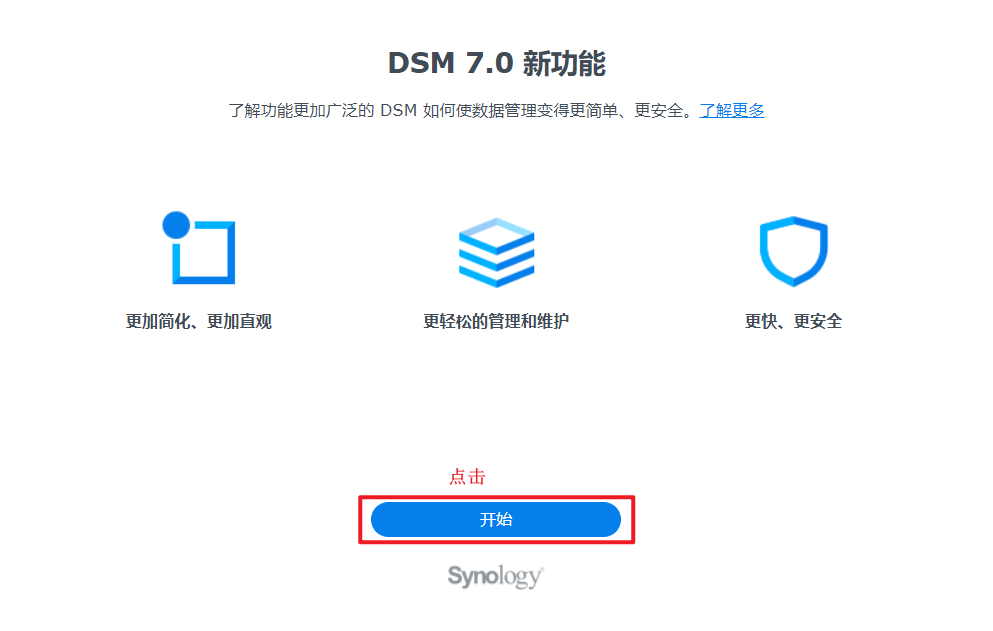 DSM 7.0 新功能
了解功能更加广泛的 DSM 如何使数据管理变得更简单、更安全。了解更多
更加简化、更加直观
更轻松的管理和维护
更快、更安全
点击
开始
Synology